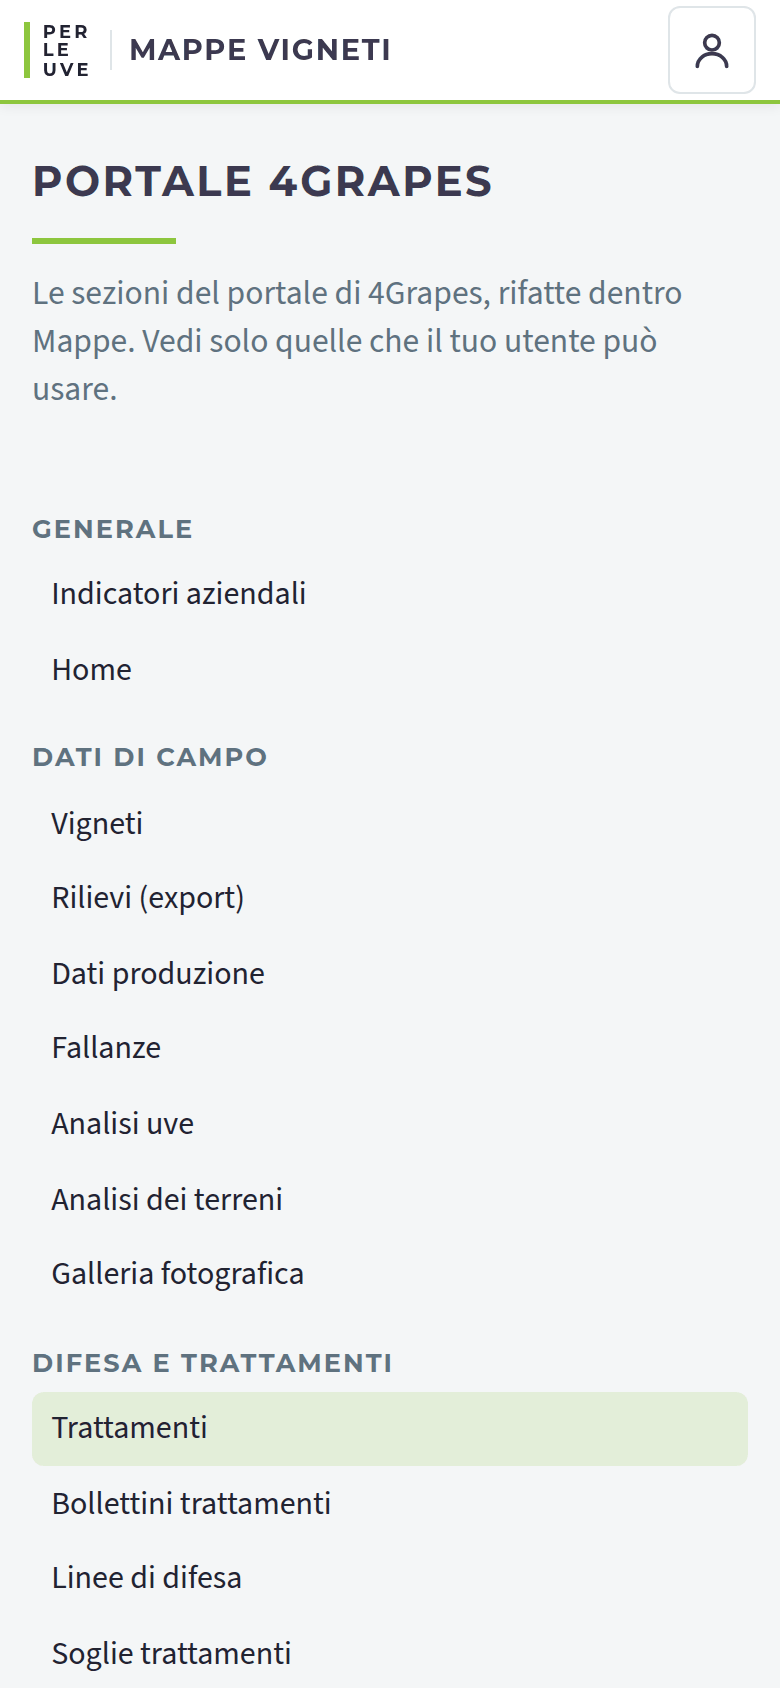 PER
LE
UVE
MAPPE VIGNETI
PORTALE 4GRAPES
Le sezioni del portale di 4Grapes, rifatte dentro
Mappe. Vedi solo quelle che il tuo utente può
usare.
GENERALE
Indicatori aziendali
Home
DATI DI CAMPO
Vigneti
Rilievi (export)
Dati produzione
Fallanze
Analisi uve
Analisi dei terreni
Galleria fotografica
DIFESA E TRATTAMENTI
Trattamenti
Bollettini trattamenti
Linee di difesa
Soglie trattamenti